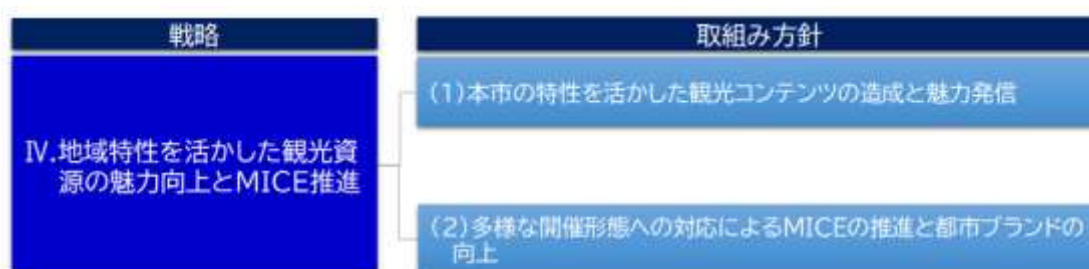 戦略
取組み方針
Ⅳ.地域特性を活かした観光資
源の魅力向上とMICE推進
(1)本市の特性を活かした観光コンテンツの造成と魅力発信
(2)多様な開催形態への対応によるMICEの推進と都市ブランドの
向上